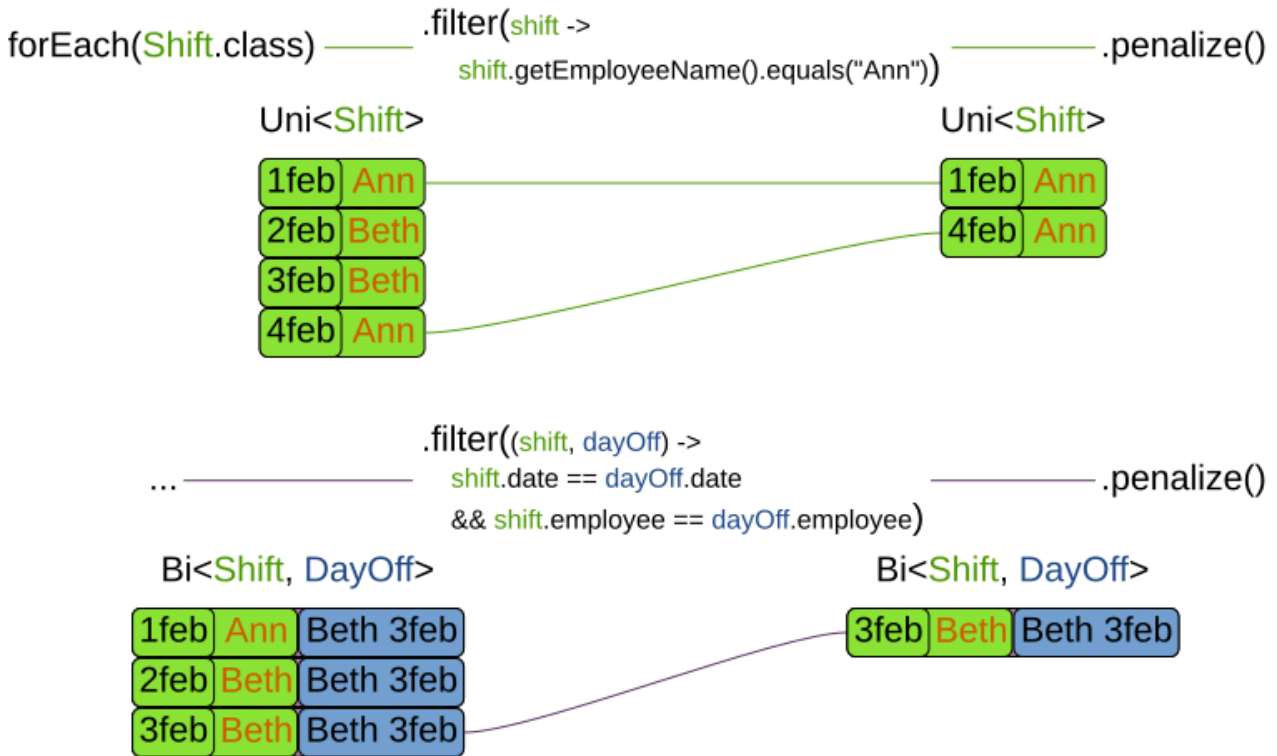 forEach(Shift.class)
.filter(shift ->
shift.getEmployeeName().equals("Ann"))
.penalize()
Uni<Shift>
Uni<Shift>
1feb Ann
1feb Ann
2feb Beth
4feb Ann
3feb Beth
4feb Ann
.filter((shift, dayOff) ->
... shift.date == dayOff.date
.penalize()
&& shift.employee == dayOff.employee)
Bi<Shift, DayOff>
Bi<Shift, DayOff>
1feb Ann Beth 3feb
3feb Beth Beth 3feb
2feb Beth Beth 3feb
3feb Beth Beth 3feb